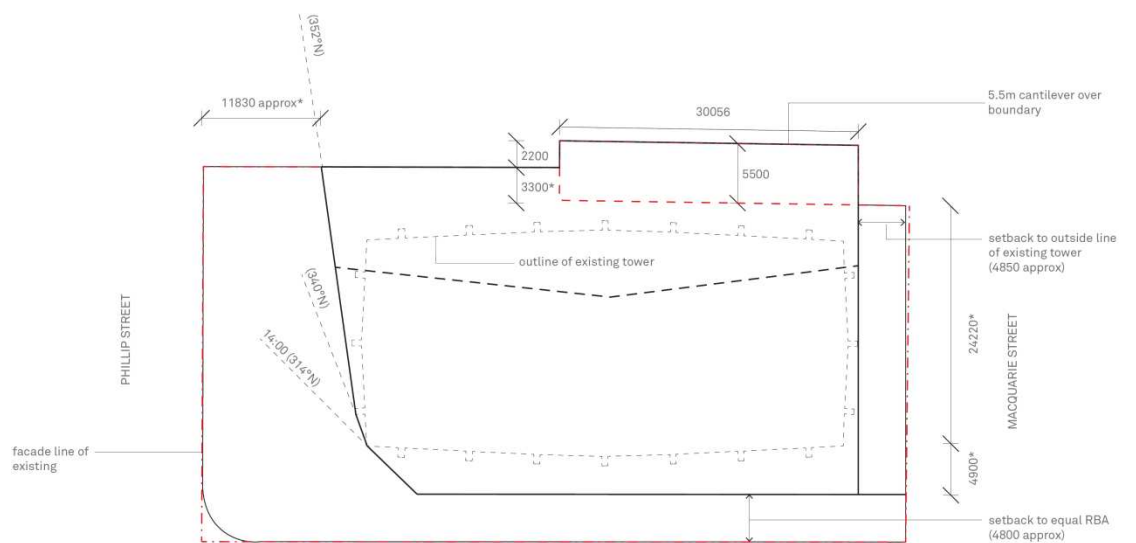 (352°N)
11830 approx*
30056
5.5m cantilever over
boundary
2200
3300*
5500
outline of existing tower
setback to outside line
of existing tower
(4850 approx)
(340°N)
14:00 (314°N)
PHILLIP STREET
24220*
MACQUARIE STREET
facade line of
existing
4900*
setback to equal RBA
(4800 approx)